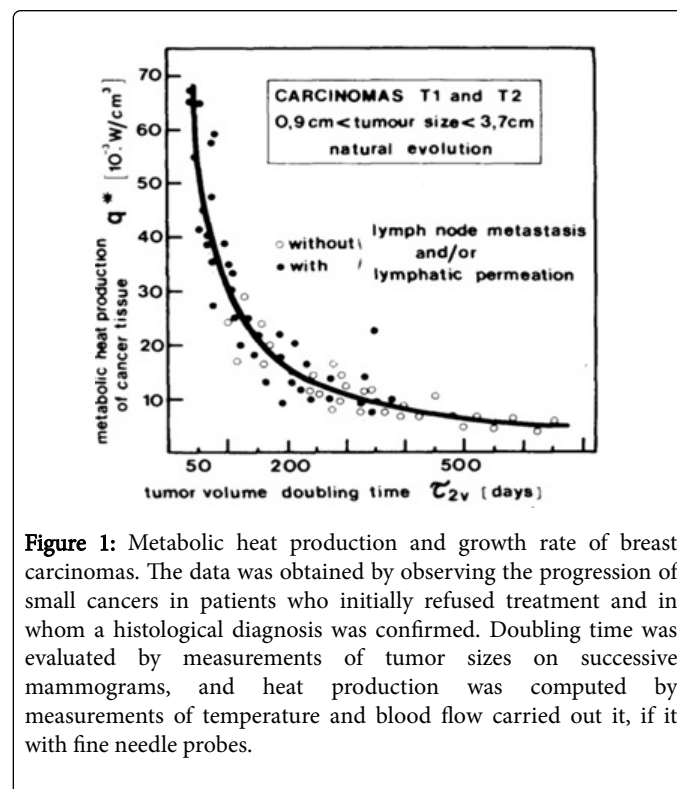 70
60
50
40
30
20
10
metabolic heat production
of cancer tissue
q* [10⁻³W/cm³]
CARCINOMAS T1 and T2
0,9cm<tumour size<3,7cm
natural evolution
○ without \ lymph node metastasis
and/or
● with / lymphatic permeation
50 200 500
tumor volume doubling time τ2v [days]
Figure 1: Metabolic heat production and growth rate of breast
carcinomas. The data was obtained by observing the progression of
small cancers in patients who initially refused treatment and in
whom a histological diagnosis was confirmed. Doubling time was
evaluated by measurements of tumor sizes on successive
mammograms, and heat production was computed by
measurements of temperature and blood flow carried out it, if it
with fine needle probes.